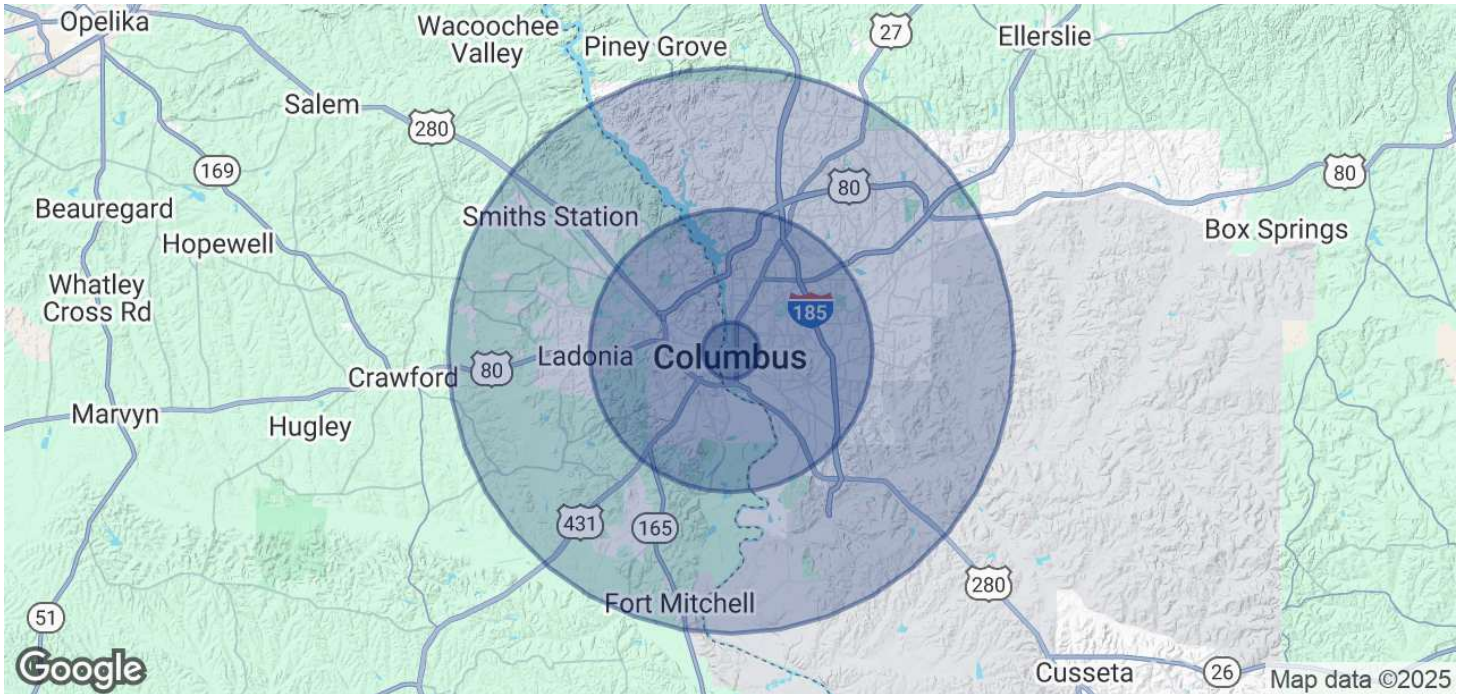 Opelika
Wacoochee
Valley
Piney Grove
27
Ellerslie
Salem
280
169
80
80
Beauregard
Smiths Station
Hopewell
Box Springs
Whatley
Cross Rd
185
Ladonia
Columbus
80
Crawford
Marvyn
Hugley
431
165
280
Fort Mitchell
51
Google
Cusseta
26
Map data ©2025